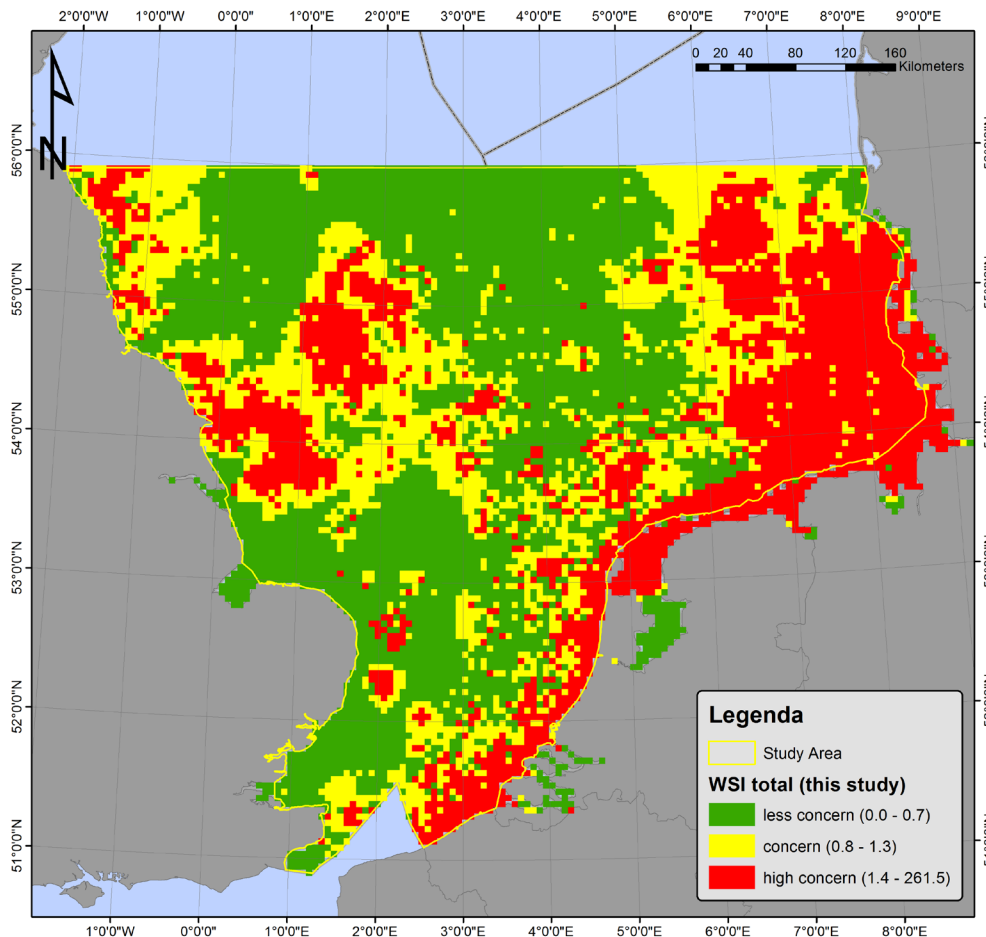 2°0'0"W 1°0'0"W 0°0'0" 1°0'0"E 2°0'0"E 3°0'0"E 4°0'0"E 5°0'0"E 6°0'0"E 7°0'0"E 8°0'0"E 9°0'0"E
0 20 40 80 120 160
Kilometers
N
56°0'0"N
55°0'0"N
54°0'0"N
53°0'0"N
52°0'0"N
51°0'0"N
Legenda
Study Area
WSI total (this study)
less concern (0.0 - 0.7)
concern (0.8 - 1.3)
high concern (1.4 - 261.5)
1°0'0"W 0°0'0" 1°0'0"E 2°0'0"E 3°0'0"E 4°0'0"E 5°0'0"E 6°0'0"E 7°0'0"E 8°0'0"E